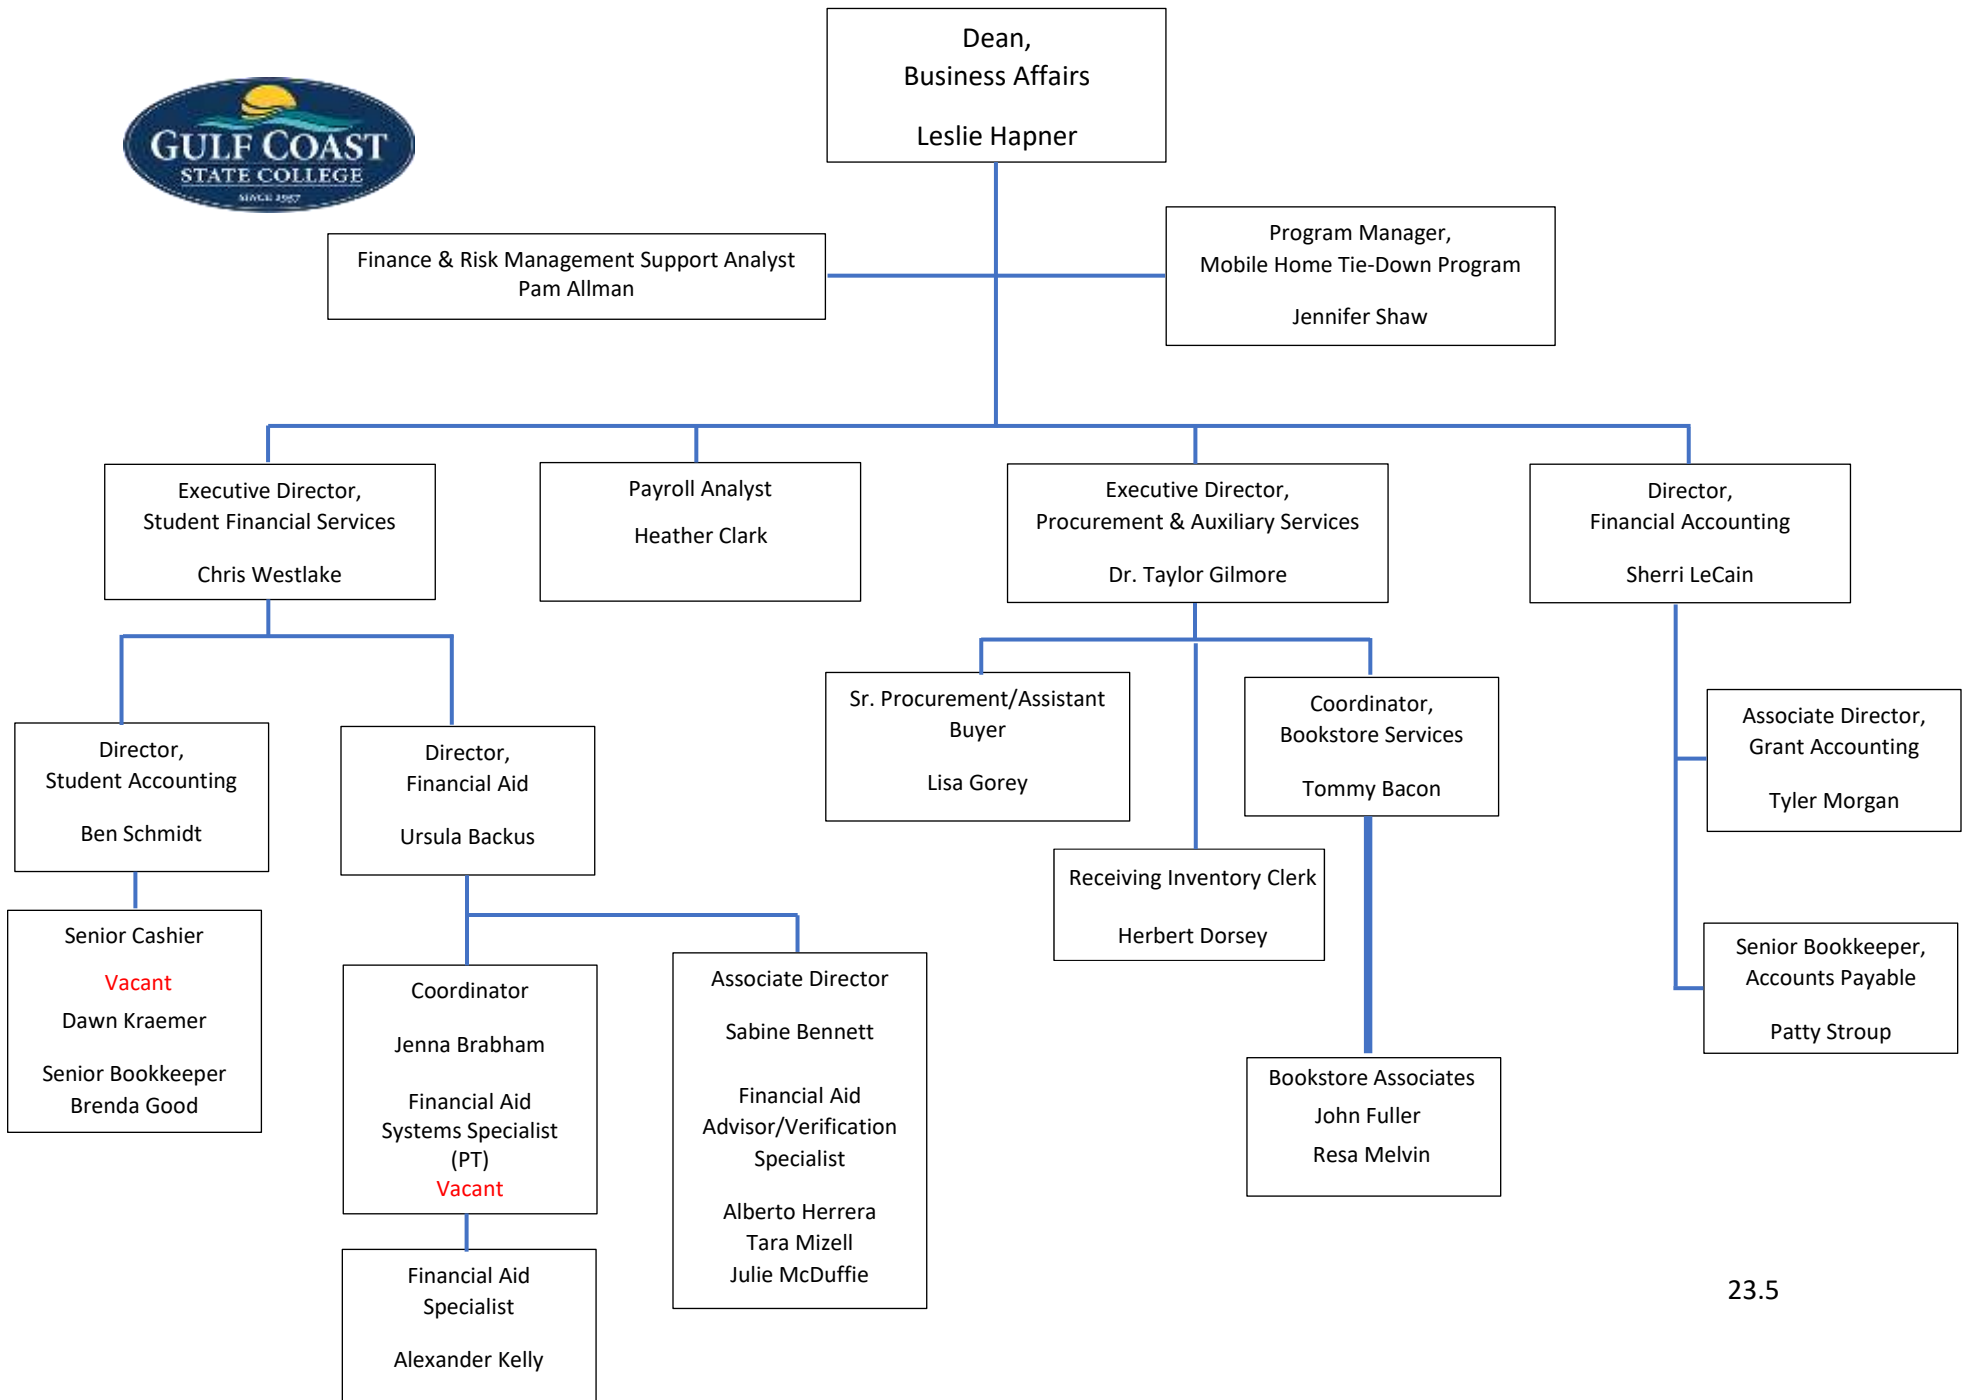 Dean,
Business Affairs
Leslie Hapner
GULF COAST
STATE COLLEGE
SINCE 1957
Finance & Risk Management Support Analyst
Pam Allman
Program Manager,
Mobile Home Tie-Down Program
Jennifer Shaw
Executive Director,
Student Financial Services
Chris Westlake
Payroll Analyst
Heather Clark
Executive Director,
Procurement & Auxiliary Services
Dr. Taylor Gilmore
Director,
Financial Accounting
Sherri LeCain
Director,
Student Accounting
Ben Schmidt
Director,
Financial Aid
Ursula Backus
Sr. Procurement/Assistant
Buyer
Lisa Gorey
Coordinator,
Bookstore Services
Tommy Bacon
Associate Director,
Grant Accounting
Tyler Morgan
Receiving Inventory Clerk
Herbert Dorsey
Senior Cashier
Vacant
Dawn Kraemer
Senior Bookkeeper
Brenda Good
Coordinator
Jenna Brabham
Financial Aid
Systems Specialist
(PT)
Vacant
Associate Director
Sabine Bennett
Financial Aid
Advisor/Verification
Specialist
Alberto Herrera
Tara Mizell
Julie McDuffie
Senior Bookkeeper,
Accounts Payable
Patty Stroup
Bookstore Associates
John Fuller
Resa Melvin
Financial Aid
Specialist
Alexander Kelly
23.5